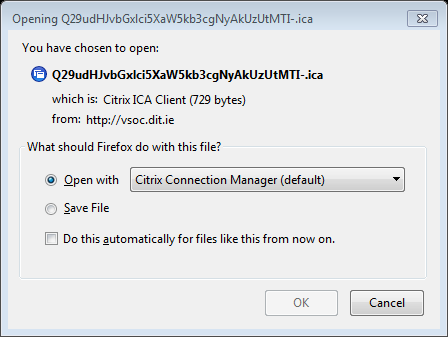 Opening Q29udHJvbGxlci5XaW5kb3cgNyAkUzUtMTI-.ica
You have chosen to open:
Q29udHJvbGxlci5XaW5kb3cgNyAkUzUtMTI-.ica
which is: Citrix ICA Client (729 bytes)
from: http://vsoc.dit.ie
What should Firefox do with this file?
Open with
Citrix Connection Manager (default)
Save File
Do this automatically for files like this from now on.
OK
Cancel